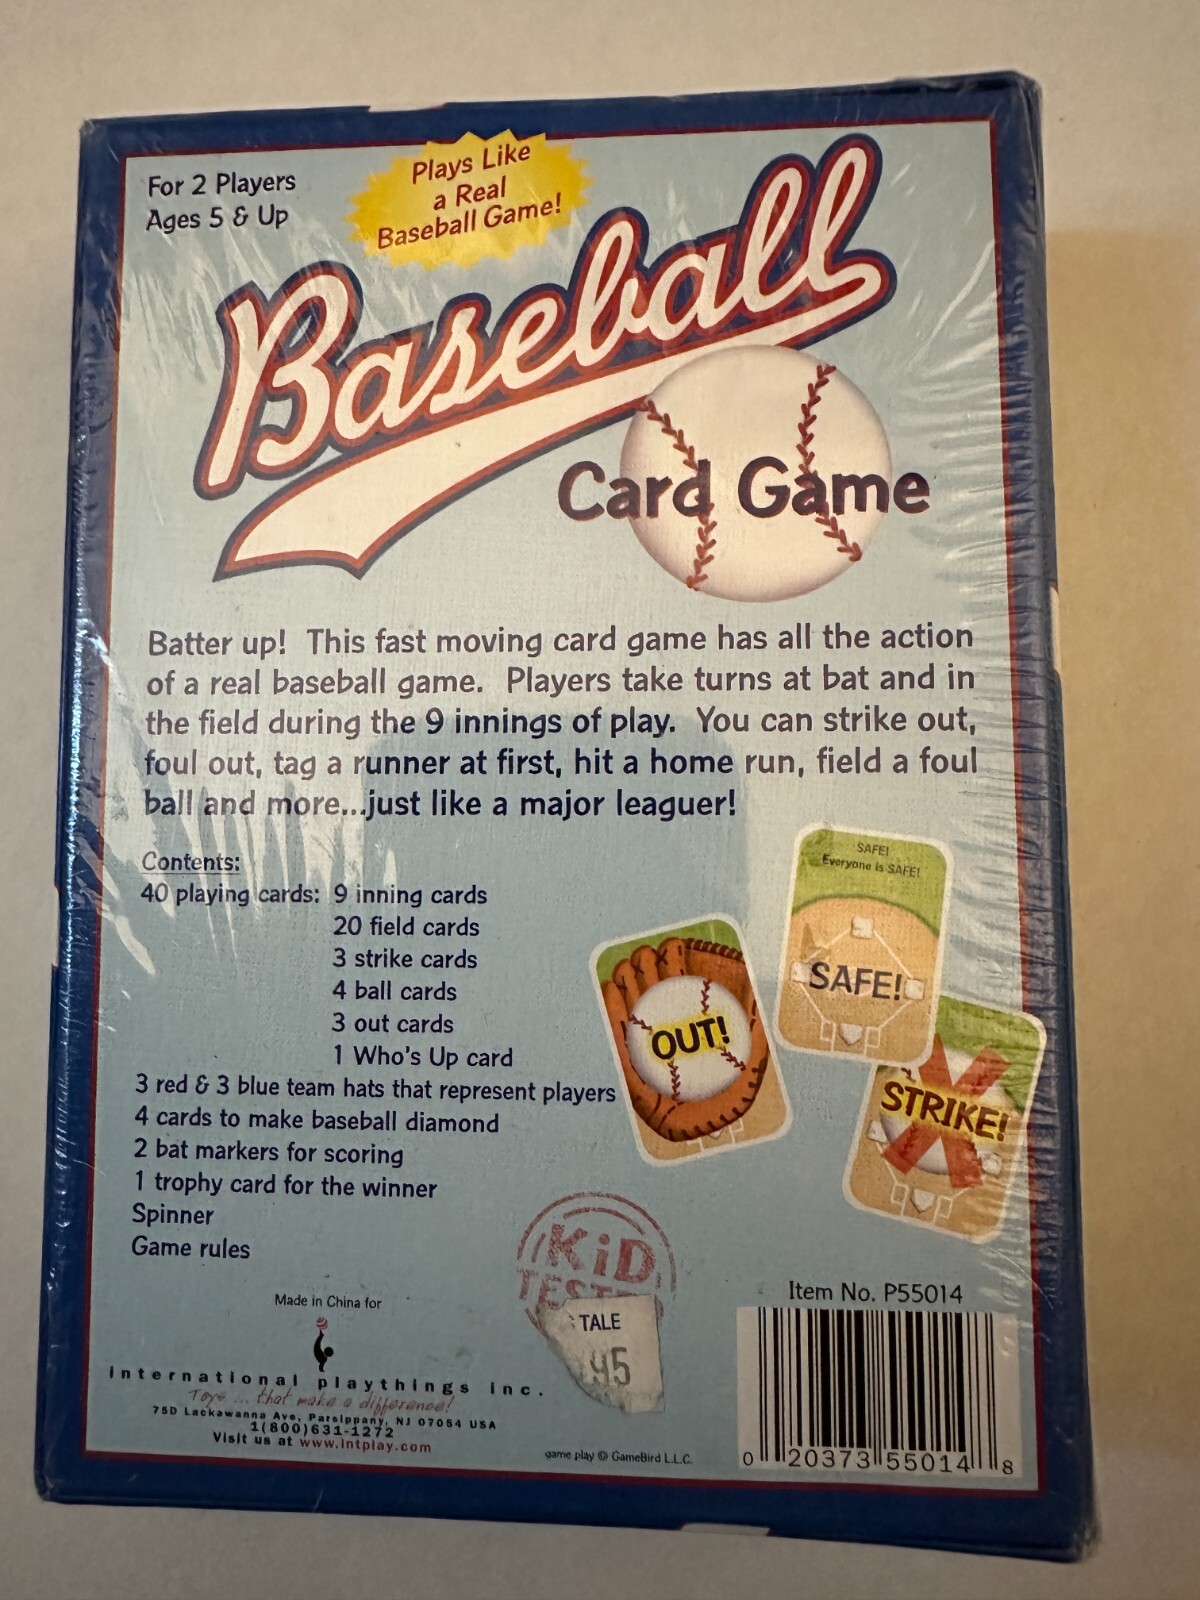 For 2 Players
Ages 5 & Up
Plays Like
a Real
Baseball Game!
Baseball
Card Game
Batter up! This fast moving card game has all the action
of a real baseball game. Players take turns at bat and in
the field during the 9 innings of play. You can strike out,
foul out, tag a runner at first, hit a home run, field a foul
ball and more...just like a major leaguer!
Contents:
40 playing cards: 9 inning cards
20 field cards
3 strike cards
4 ball cards
3 out cards
1 Who's Up card
3 red & 3 blue team hats that represent players
4 cards to make baseball diamond
2 bat markers for scoring
1 trophy card for the winner
Spinner
Game rules
SAFE!
Everyone is SAFE!
SAFE!
OUT!
STRIKE!
KiD
TALE
95
Made in China for
international playthings inc.
Toys ... that make a difference!
75D Lackawanna Ave, Parsippany, NJ 07054 USA
1(800)631-1272
Visit us at www.intplay.com
game play © GameBird L.L.C.
Item No. P55014
0 20373 55014 8